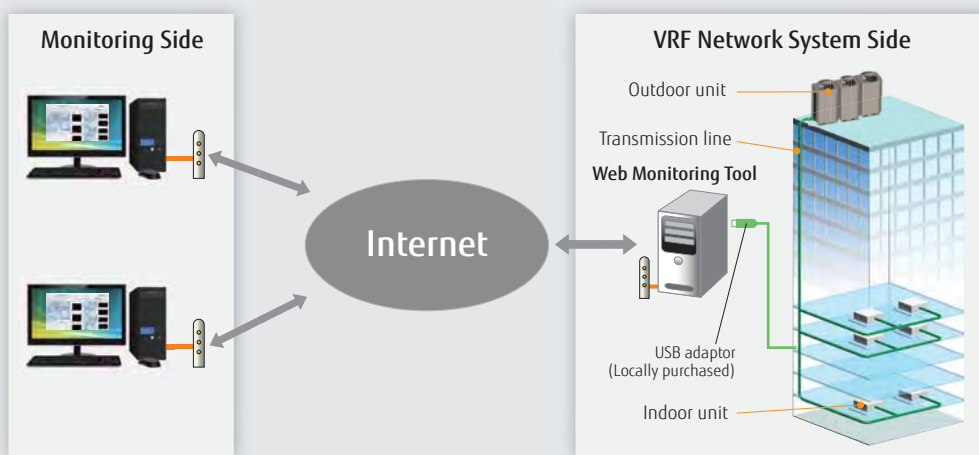 Monitoring Side
VRF Network System Side
Outdoor unit
Transmission line
Web Monitoring Tool
Internet
USB adaptor
(Locally purchased)
Indoor unit